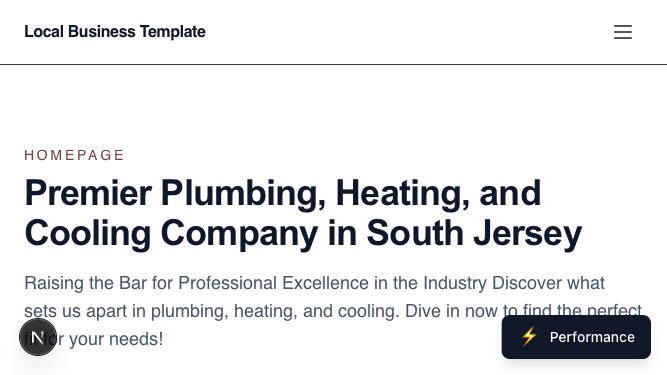 Local Business Template
HOMEPAGE
Premier Plumbing, Heating, and
Cooling Company in South Jersey
Raising the Bar for Professional Excellence in the Industry Discover what
sets us apart in plumbing, heating, and cooling. Dive in now to find the perfect
for your needs!
N
Performance